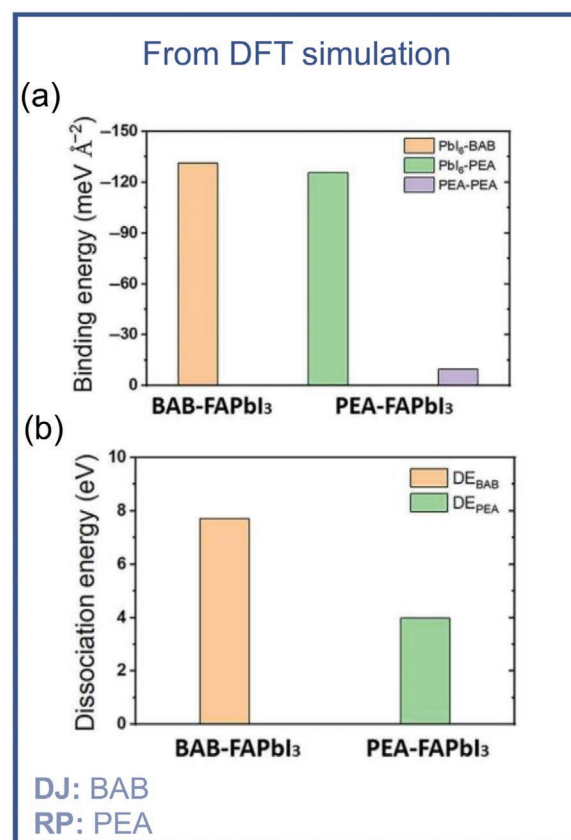 From DFT simulation
(a)
Binding energy (meV Å⁻²)
−150
−120
−90
−60
−30
0
PbI₆-BAB
PbI₆-PEA
PEA-PEA
BAB-FAPbI₃ PEA-FAPbI₃
(b)
Dissociation energy (eV)
10
8
6
4
2
0
DE_BAB
DE_PEA
BAB-FAPbI₃ PEA-FAPbI₃
DJ: BAB
RP: PEA